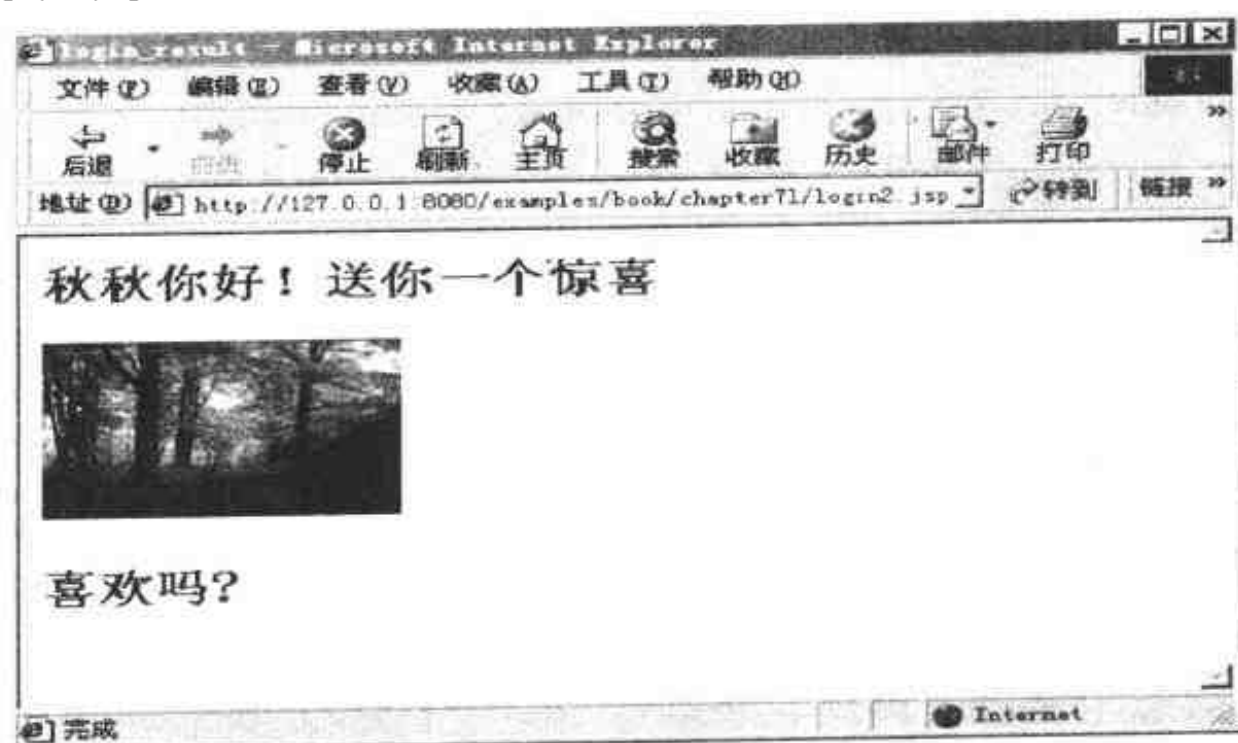 login_result - Microsoft Internet Explorer
文件(F) 编辑(E) 查看(V) 收藏(A) 工具(T) 帮助(H)
后退 前进 停止 刷新 主页 搜索 收藏 历史 邮件 打印 »
地址(D) http://127.0.0.1:8080/examples/book/chapter7l/login2.jsp 转到 链接 »
秋秋你好! 送你一个惊喜
喜欢吗?
完成 Internet